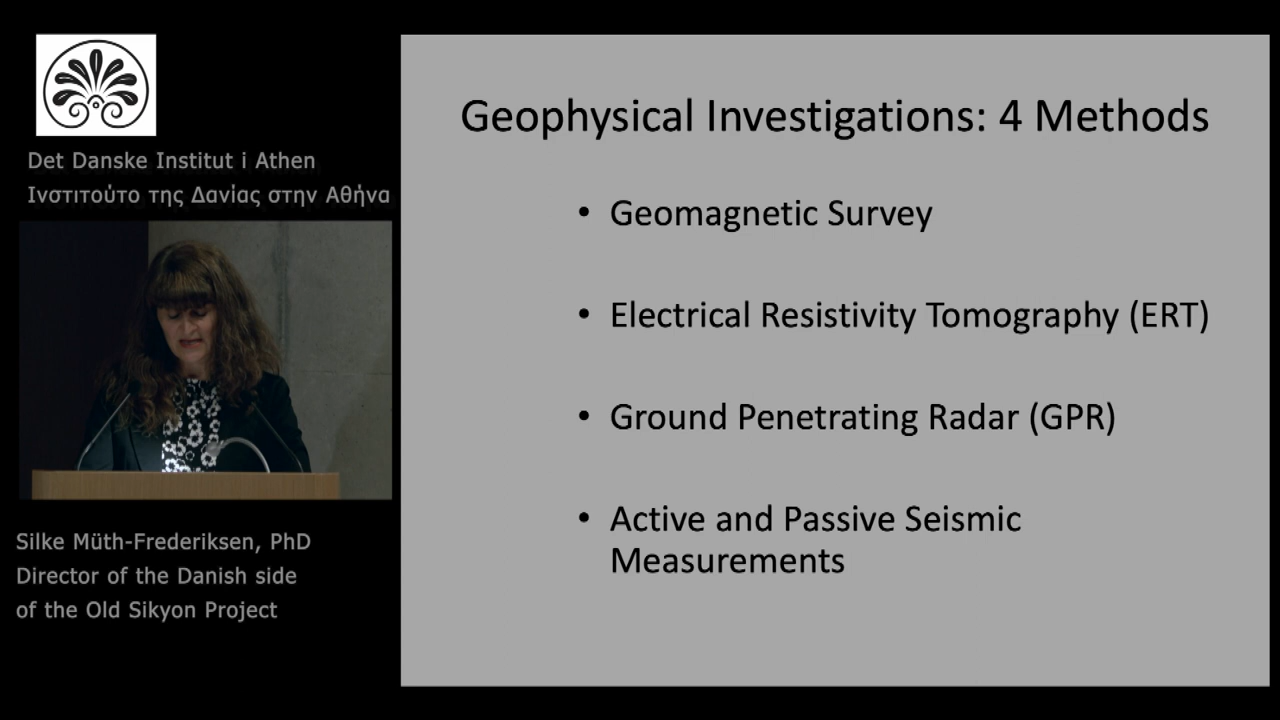 Det Danske Institut i Athen
Ινστιτούτο της Δανίας στην Αθήνα
Silke Müth-Frederiksen, PhD
Director of the Danish side
of the Old Sikyon Project
Geophysical Investigations: 4 Methods
• Geomagnetic Survey
• Electrical Resistivity Tomography (ERT)
• Ground Penetrating Radar (GPR)
• Active and Passive Seismic
Measurements